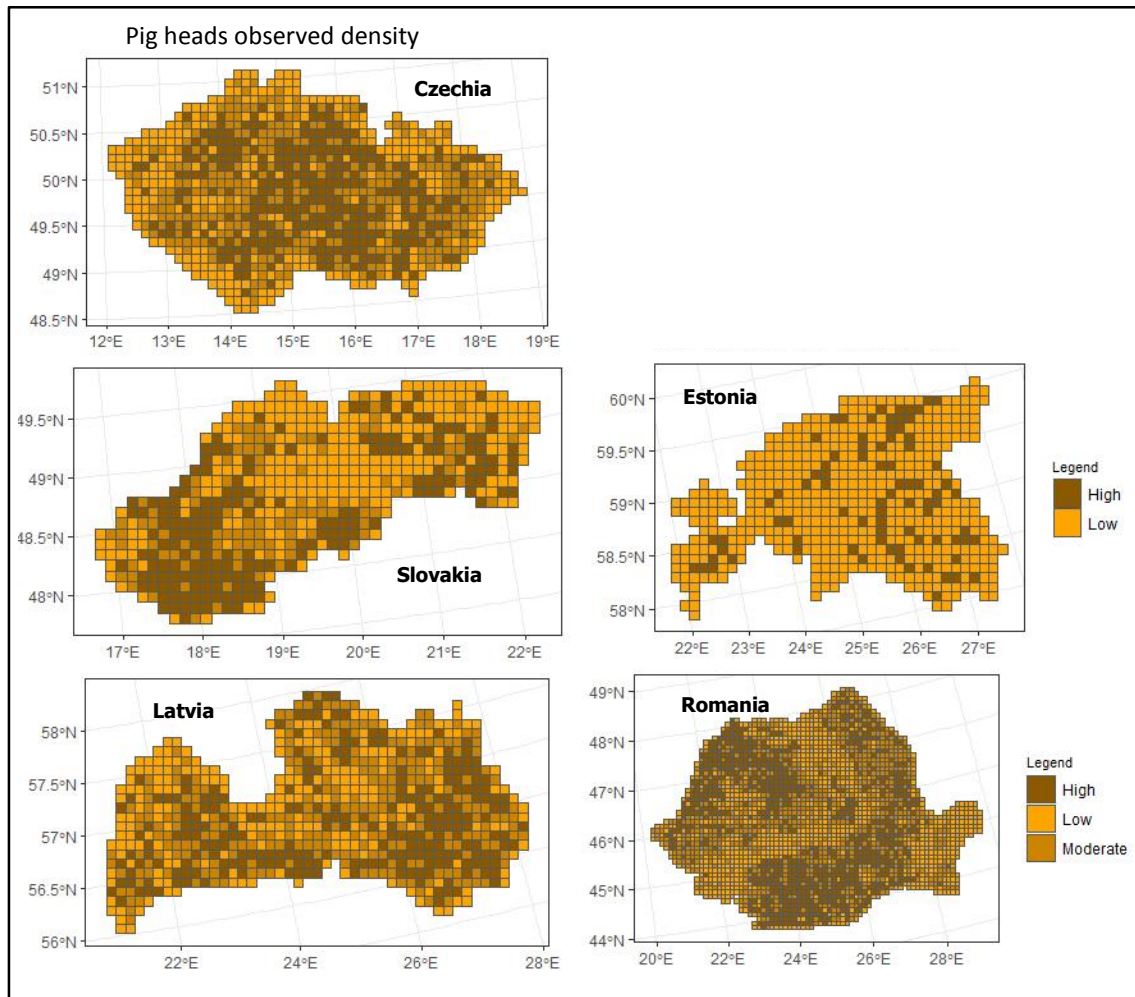 Pig heads observed density
Czechia
51°N
50.5°N
50°N
49.5°N
49°N
48.5°N
12°E 13°E 14°E 15°E 16°E 17°E 18°E 19°E
Slovakia
49.5°N
49°N
48.5°N
48°N
17°E 18°E 19°E 20°E 21°E 22°E
Estonia
60°N
59.5°N
59°N
58.5°N
58°N
22°E 23°E 24°E 25°E 26°E 27°E
Legend
High
Low
Latvia
58°N
57.5°N
57°N
56.5°N
56°N
22°E 24°E 26°E 28°E
Romania
49°N
48°N
47°N
46°N
45°N
44°N
20°E 22°E 24°E 26°E 28°E
Legend
High
Low
Moderate